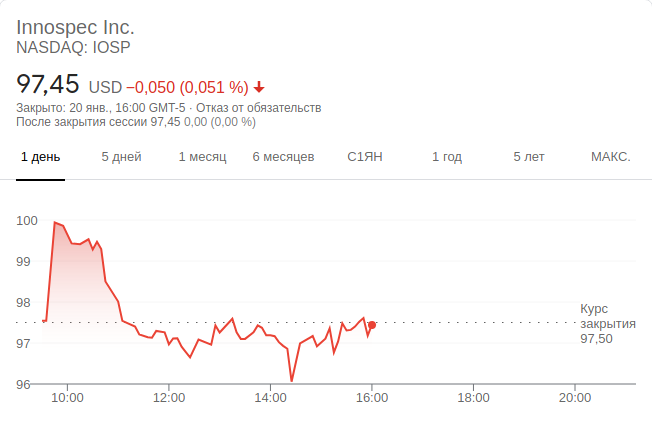 Innospec Inc.
NASDAQ: IOSP
97,45 USD −0,050 (0,051 %)
Закрыто: 20 янв., 16:00 GMT-5 · Отказ от обязательств
После закрытия сессии 97,45 0,00 (0,00 %)
1 день 5 дней 1 месяц 6 месяцев С1ЯН 1 год 5 лет МАКС.
100
99
98
97
96
Курс
закрытия
97,50
10:00 12:00 14:00 16:00 18:00 20:00